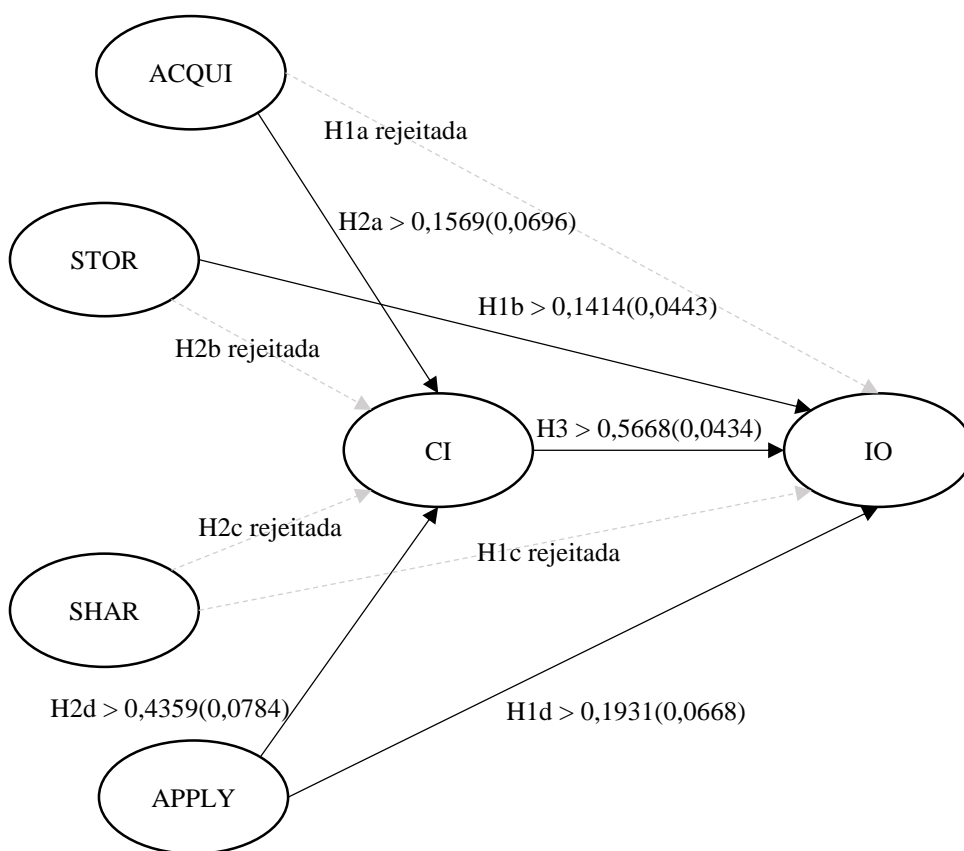 ACQUI
H1a rejeitada
H2a > 0,1569(0,0696)
STOR
H1b > 0,1414(0,0443)
H2b rejeitada
H3 > 0,5668(0,0434)
CI
IO
H2c rejeitada
H1c rejeitada
SHAR
H2d > 0,4359(0,0784)
H1d > 0,1931(0,0668)
APPLY